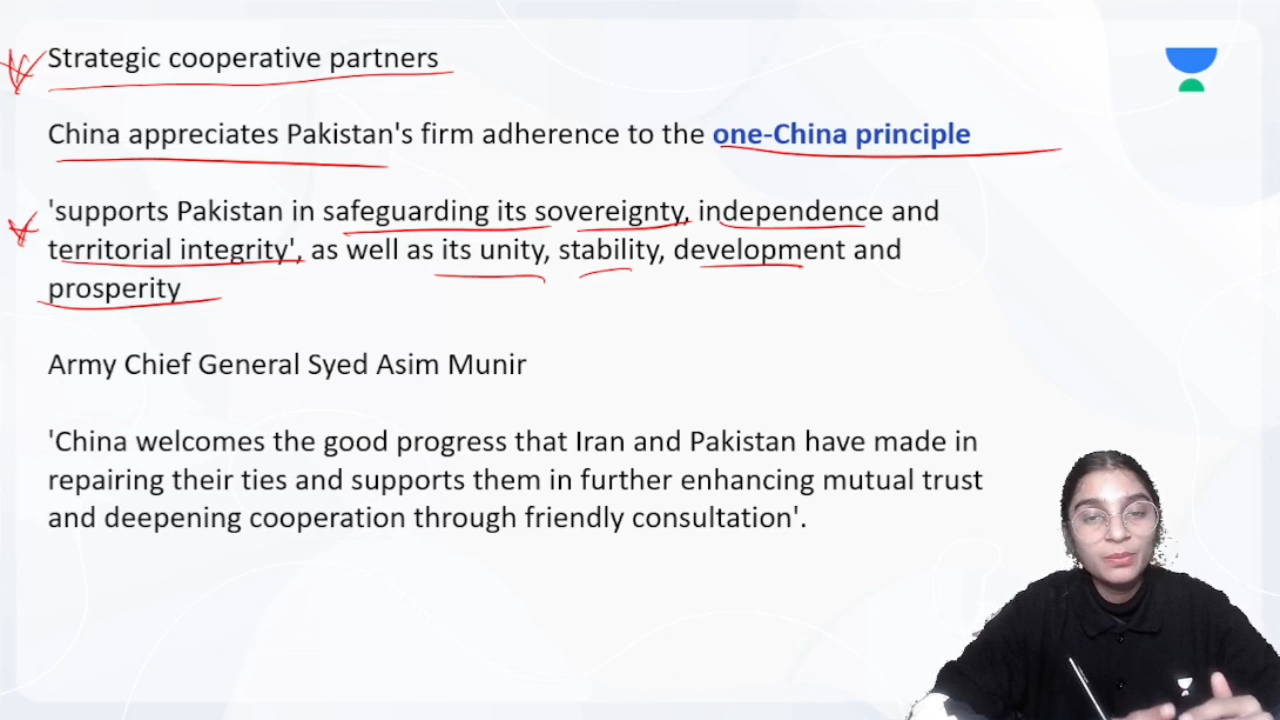 Strategic cooperative partners
China appreciates Pakistan's firm adherence to the one-China principle
'supports Pakistan in safeguarding its sovereignty, independence and
territorial integrity', as well as its unity, stability, development and
prosperity
Army Chief General Syed Asim Munir
'China welcomes the good progress that Iran and Pakistan have made in
repairing their ties and supports them in further enhancing mutual trust
and deepening cooperation through friendly consultation'.